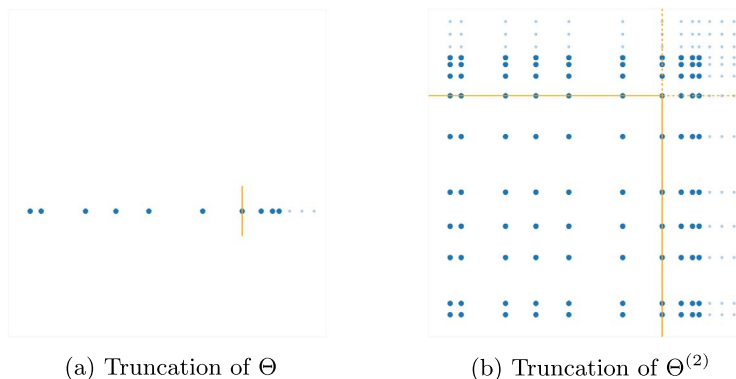 (a) Truncation of Θ
(b) Truncation of Θ⁽²⁾